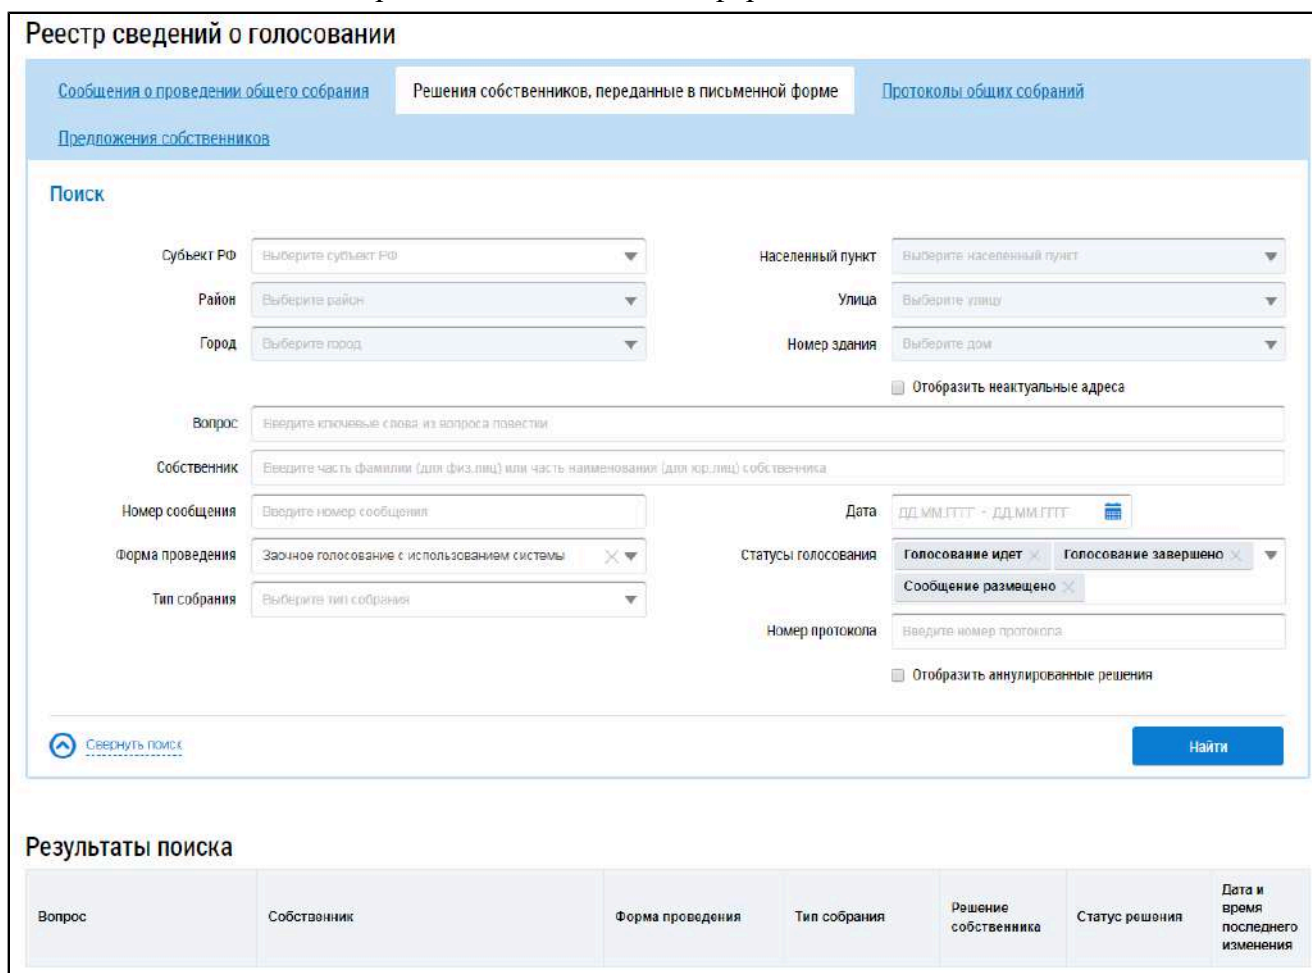 Реестр сведений о голосовании
Сообщения о проведении общего собрания
Решения собственников, переданные в письменной форме
Протоколы общих собраний
Предложения собственников
Поиск
Субъект РФ Выберите субъект РФ
Населенный пункт Выберите населенный пункт
Район Выберите район
Улица Выберите улицу
Город Выберите город
Номер здания Выберите дом
Отобразить неактуальные адреса
Вопрос Введите ключевые слова из вопроса повестки
Собственник Введите часть фамилии (для физ.лиц) или часть наименования (для юр.лиц) собственника
Номер сообщения Введите номер сообщения
Дата ДД.ММ.ГГГГ - ДД.ММ.ГГГГ
Форма проведения Заочное голосование с использованием системы
Статусы голосования Голосование идет Голосование завершено
Сообщение размещено
Тип собрания Выберите тип собрания
Номер протокола Введите номер протокола
Отобразить аннулированные решения
Свернуть поиск
Найти
Результаты поиска
Вопрос
Собственник
Форма проведения
Тип собрания
Решение
собственника
Статус решения
Дата и
время
последнего
изменения